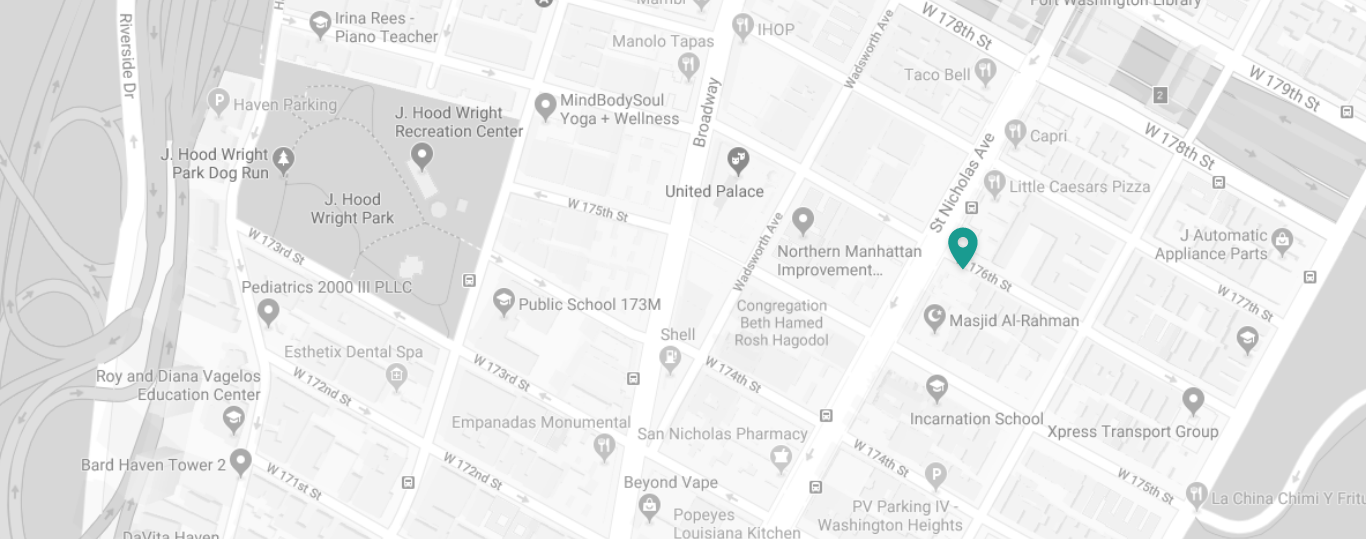 Riverside Dr
Irina Rees -
Piano Teacher
Manolo Tapas
IHOP
Wadsworth Ave
W 178th St
Fort Washington Library
Taco Bell
W 179th St
2
P
Haven Parking
J. Hood Wright
Recreation Center
MindBodySoul
Yoga + Wellness
Broadway
Capri
W 178th St
J. Hood Wright
Park Dog Run
J. Hood
Wright Park
United Palace
St Nicholas Ave
Little Caesars Pizza
W 175th St
W 173rd St
Wadsworth Ave
Northern Manhattan
Improvement...
J Automatic
Appliance Parts
W 176th St
W 177th St
Pediatrics 2000 III PLLC
Public School 173M
Congregation
Beth Hamed
Rosh Hagodol
Masjid Al-Rahman
Shell
Esthetix Dental Spa
W 173rd St
W 174th St
Roy and Diana Vagelos
Education Center
W 172nd St
Incarnation School
Xpress Transport Group
Empanadas Monumental
San Nicholas Pharmacy
W 174th St
Bard Haven Tower 2
W 171st St
W 172nd St
Beyond Vape
P
W 175th St
La China Chimi Y Fritu
PV Parking IV -
Washington Heights
Popeyes
Louisiana Kitchen
DaVita Haven